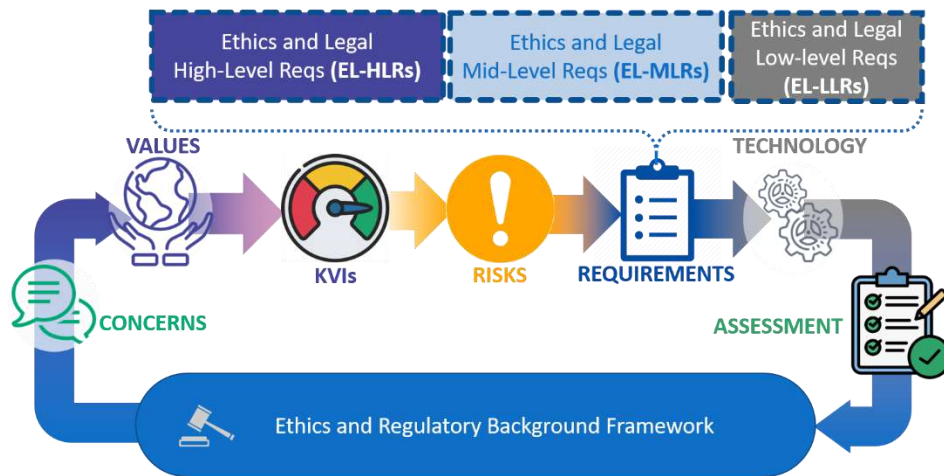 Ethics and Legal
High-Level Reqs (EL-HLRs)
Ethics and Legal
Mid-Level Reqs (EL-MLRs)
Ethics and Legal
Low-level Reqs
(EL-LLRs)
VALUES
TECHNOLOGY
KVIs
RISKS
REQUIREMENTS
CONCERNS
ASSESSMENT
Ethics and Regulatory Background Framework